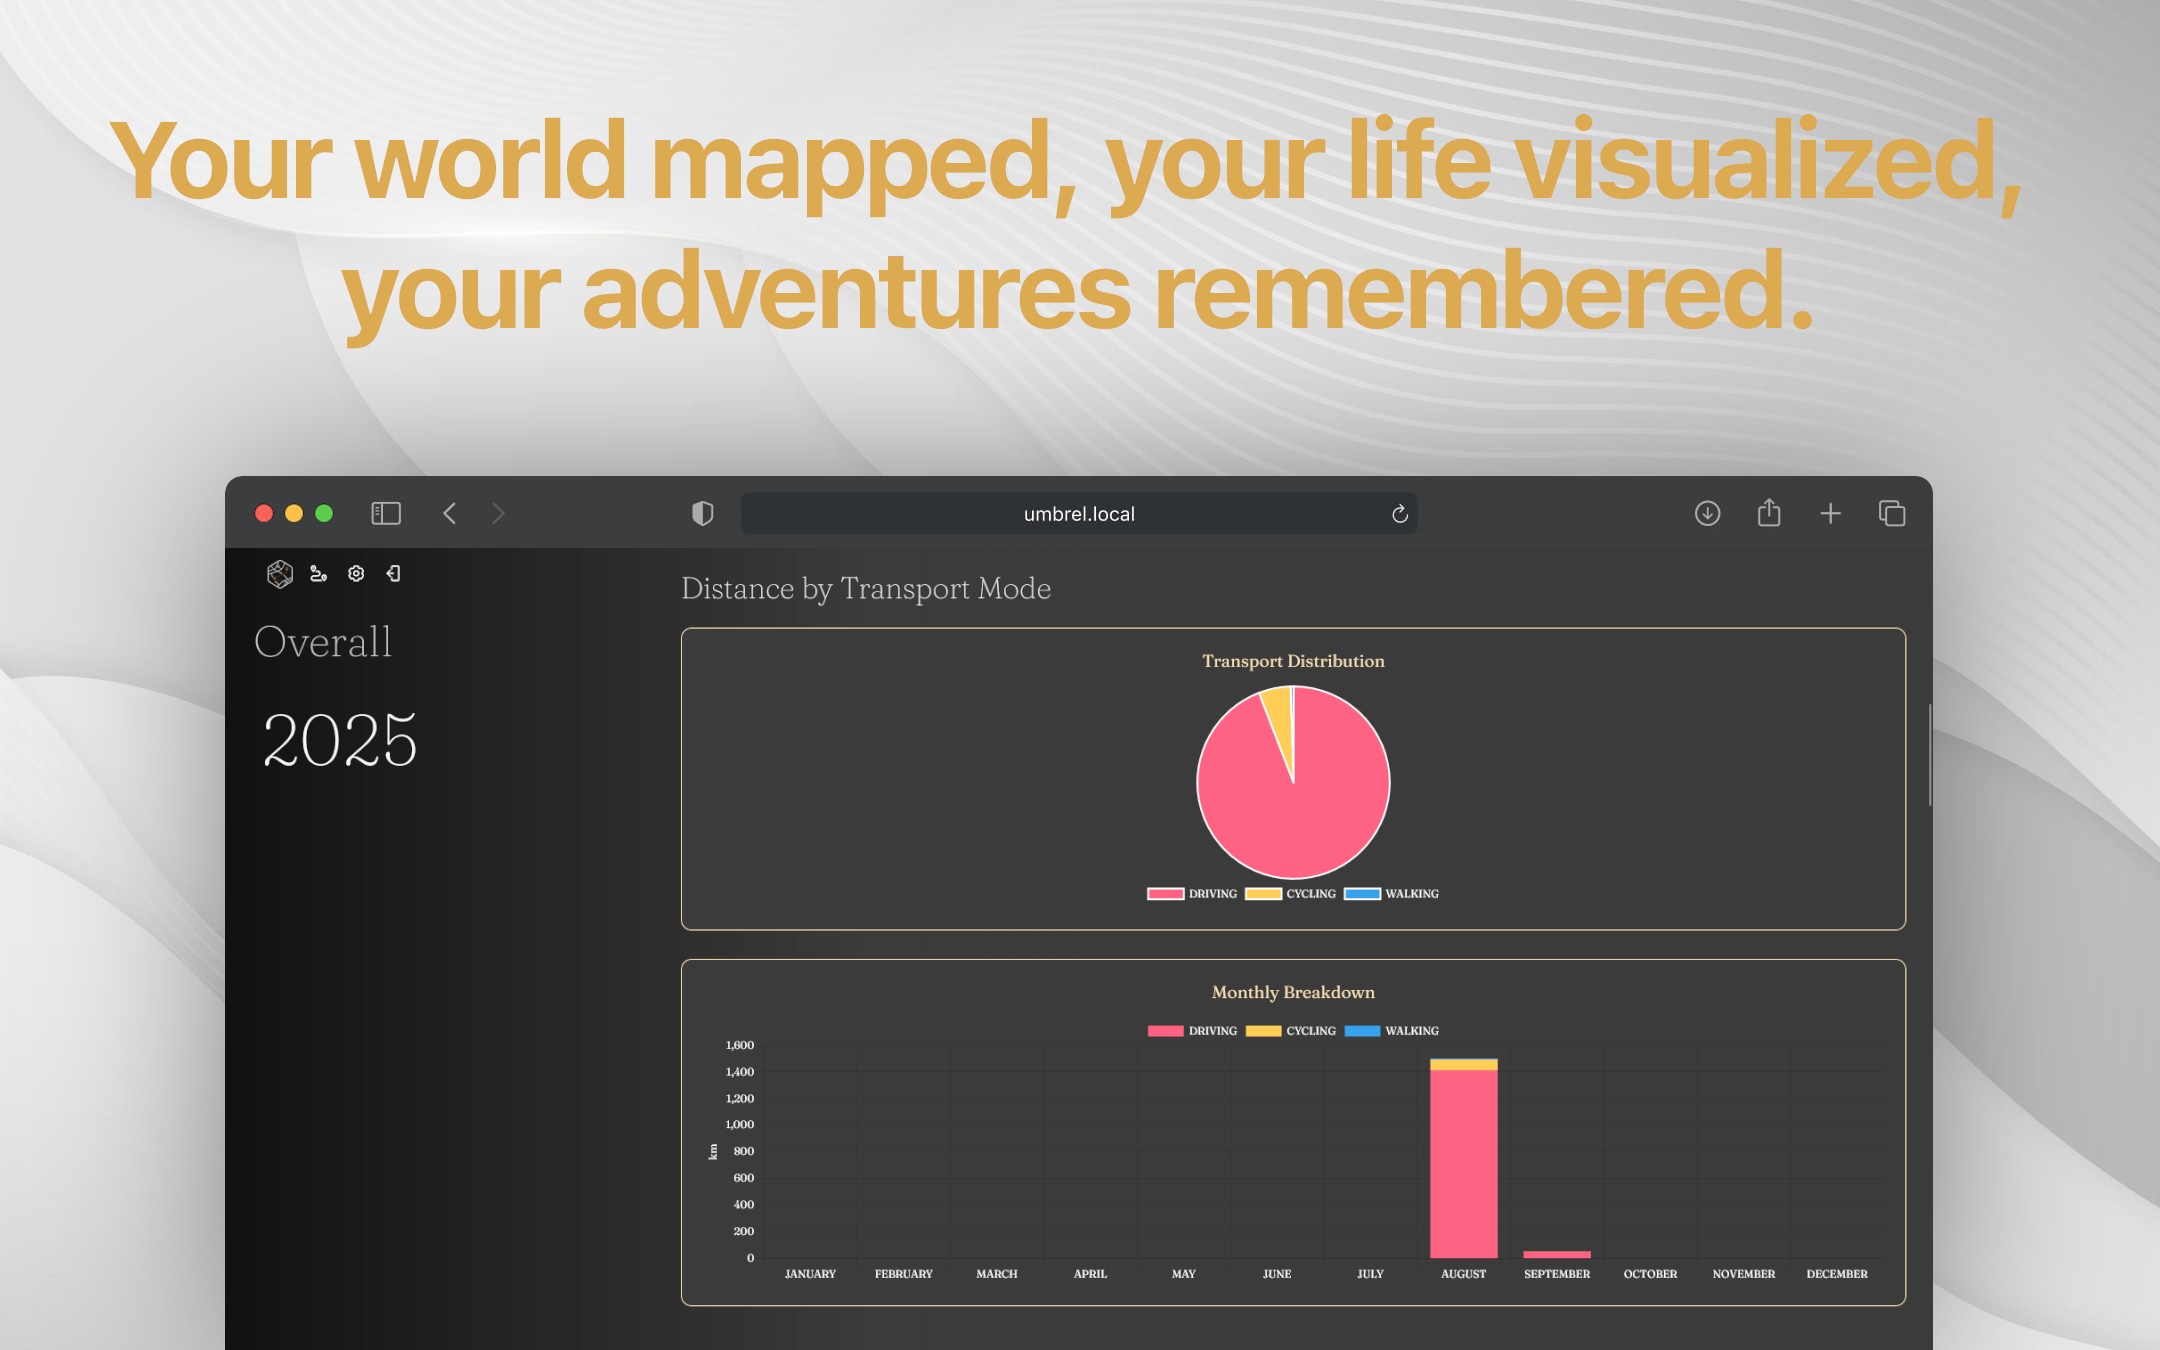 Your world mapped, your life visualized,
your adventures remembered.
umbrel.local
Overall
2025
Distance by Transport Mode
Transport Distribution
DRIVING CYCLING WALKING
Monthly Breakdown
DRIVING CYCLING WALKING
1,600
1,400
1,200
1,000
800
600
400
200
0
km
JANUARY FEBRUARY MARCH APRIL MAY JUNE JULY AUGUST SEPTEMBER OCTOBER NOVEMBER DECEMBER